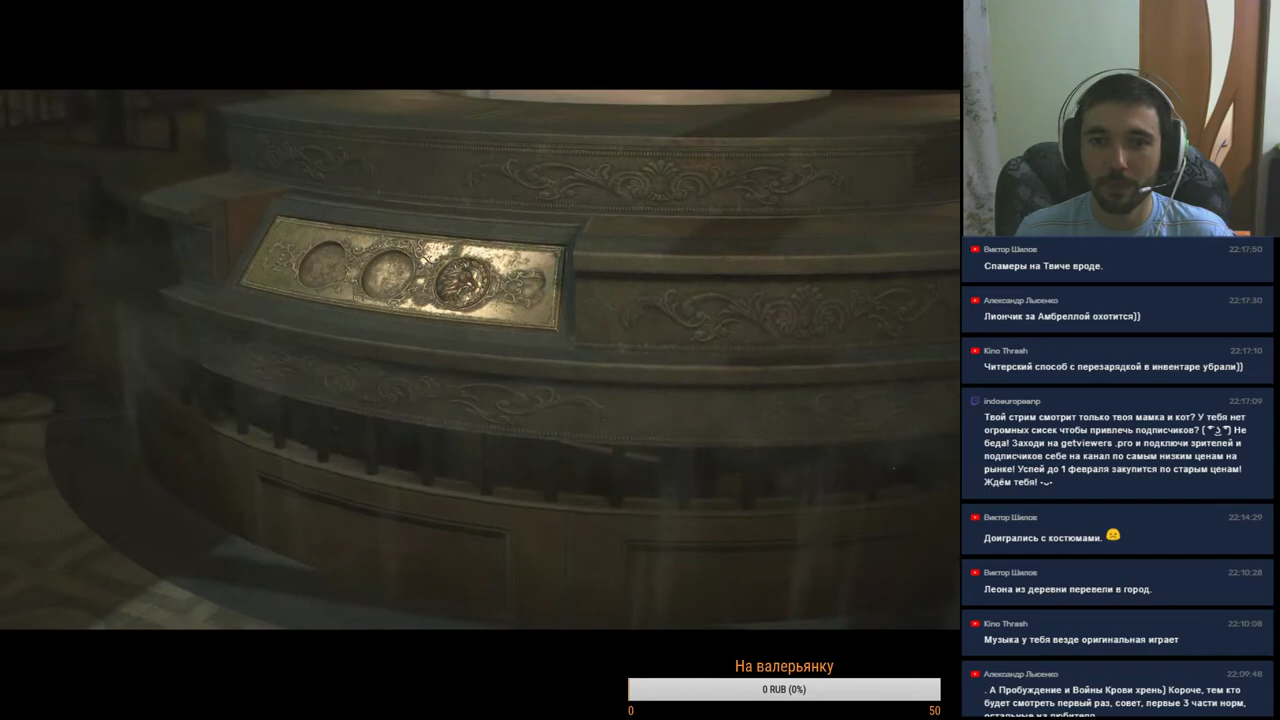 Виктор Шилов 22:17:50
Спамеры на Твиче вроде.
Александр Лысенко 22:17:30
Лиончик за Амбреллой охотится))
Kino Thrash 22:17:10
Читерский способ с перезарядкой в инвентаре убрали))
indoeuropeanp 22:17:09
Твой стрим смотрит только твоя мамка и кот? У тебя нет
огромных сисек чтобы привлечь подписчиков? ( ͡° ͜ʖ ͡°) Не
беда! Заходи на getviewers .pro и подключи зрителей и
подписчиков себе на канал по самым низким ценам на
рынке! Успей до 1 февраля закупится по старым ценам!
Ждём тебя! •ᴗ•
Виктор Шилов 22:14:29
Доигрались с костюмами.
Виктор Шилов 22:10:28
Леона из деревни перевели в город.
Kino Thrash 22:10:08
Музыка у тебя везде оригинальная играет
Александр Лысенко 22:09:48
. А Пробуждение и Войны Крови хрень) Короче, тем кто
будет смотреть первый раз, совет, первые 3 части норм,
остальные на любителя
На валерьянку
0 RUB (0%)
0 50